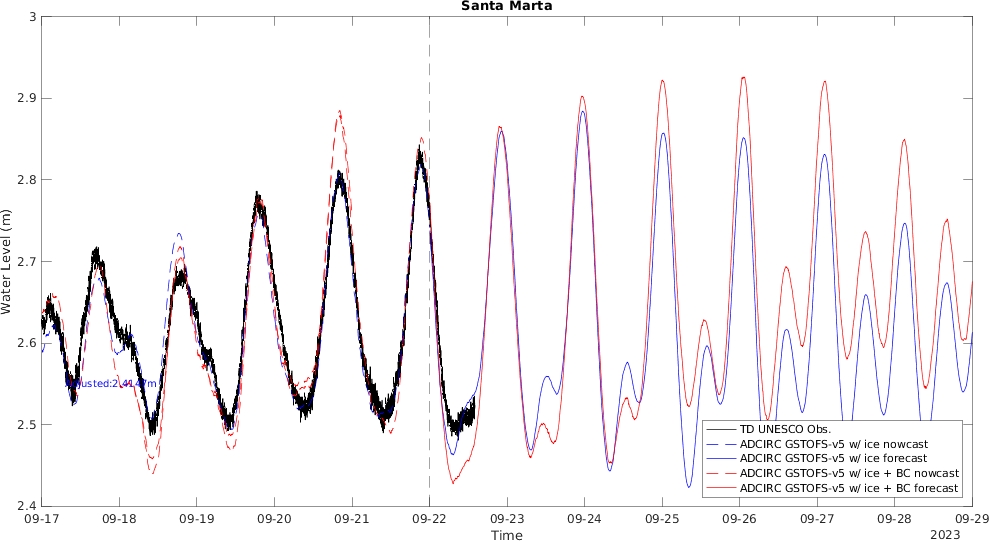 Santa Marta
3
2.9
2.8
2.7
2.6
2.5
2.4
Water Level (m)
TD UNESCO Obs.
ADCIRC GSTOFS-v5 w/ ice nowcast
ADCIRC GSTOFS-v5 w/ ice forecast
ADCIRC GSTOFS-v5 w/ ice + BC nowcast
ADCIRC GSTOFS-v5 w/ ice + BC forecast
09-17 09-18 09-19 09-20 09-21 09-22 09-23 09-24 09-25 09-26 09-27 09-28 09-29
Time
2023